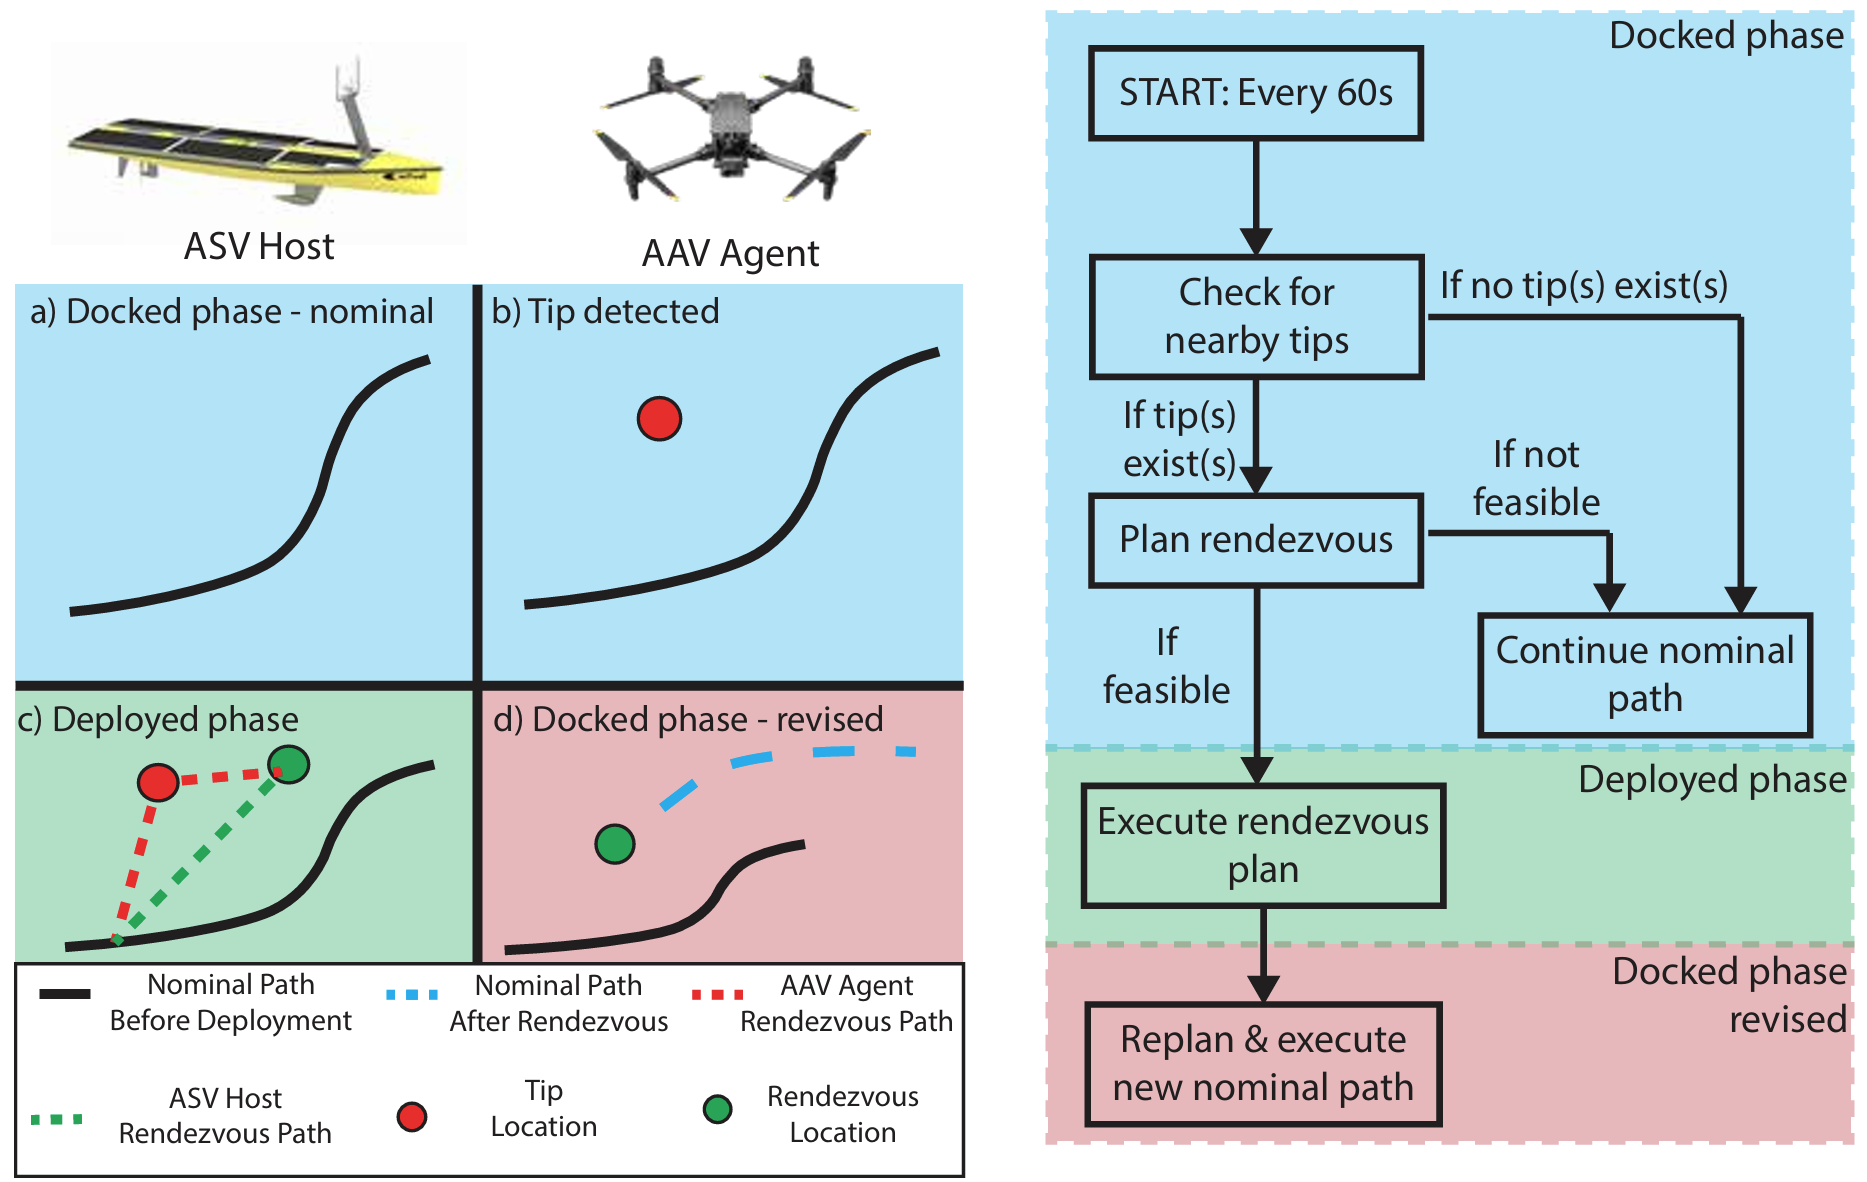 ASV Host
AAV Agent
a) Docked phase - nominal
b) Tip detected
c) Deployed phase
d) Docked phase - revised
Nominal Path
Before Deployment
Nominal Path
After Rendezvous
AAV Agent
Rendezvous Path
ASV Host
Rendezvous Path
Tip
Location
Rendezvous
Location
Docked phase
START: Every 60s
Check for
nearby tips
If no tip(s) exist(s)
If tip(s)
exist(s)
If not
feasible
Plan rendezvous
Continue nominal
path
If
feasible
Deployed phase
Execute rendezvous
plan
Docked phase
revised
Replan & execute
new nominal path